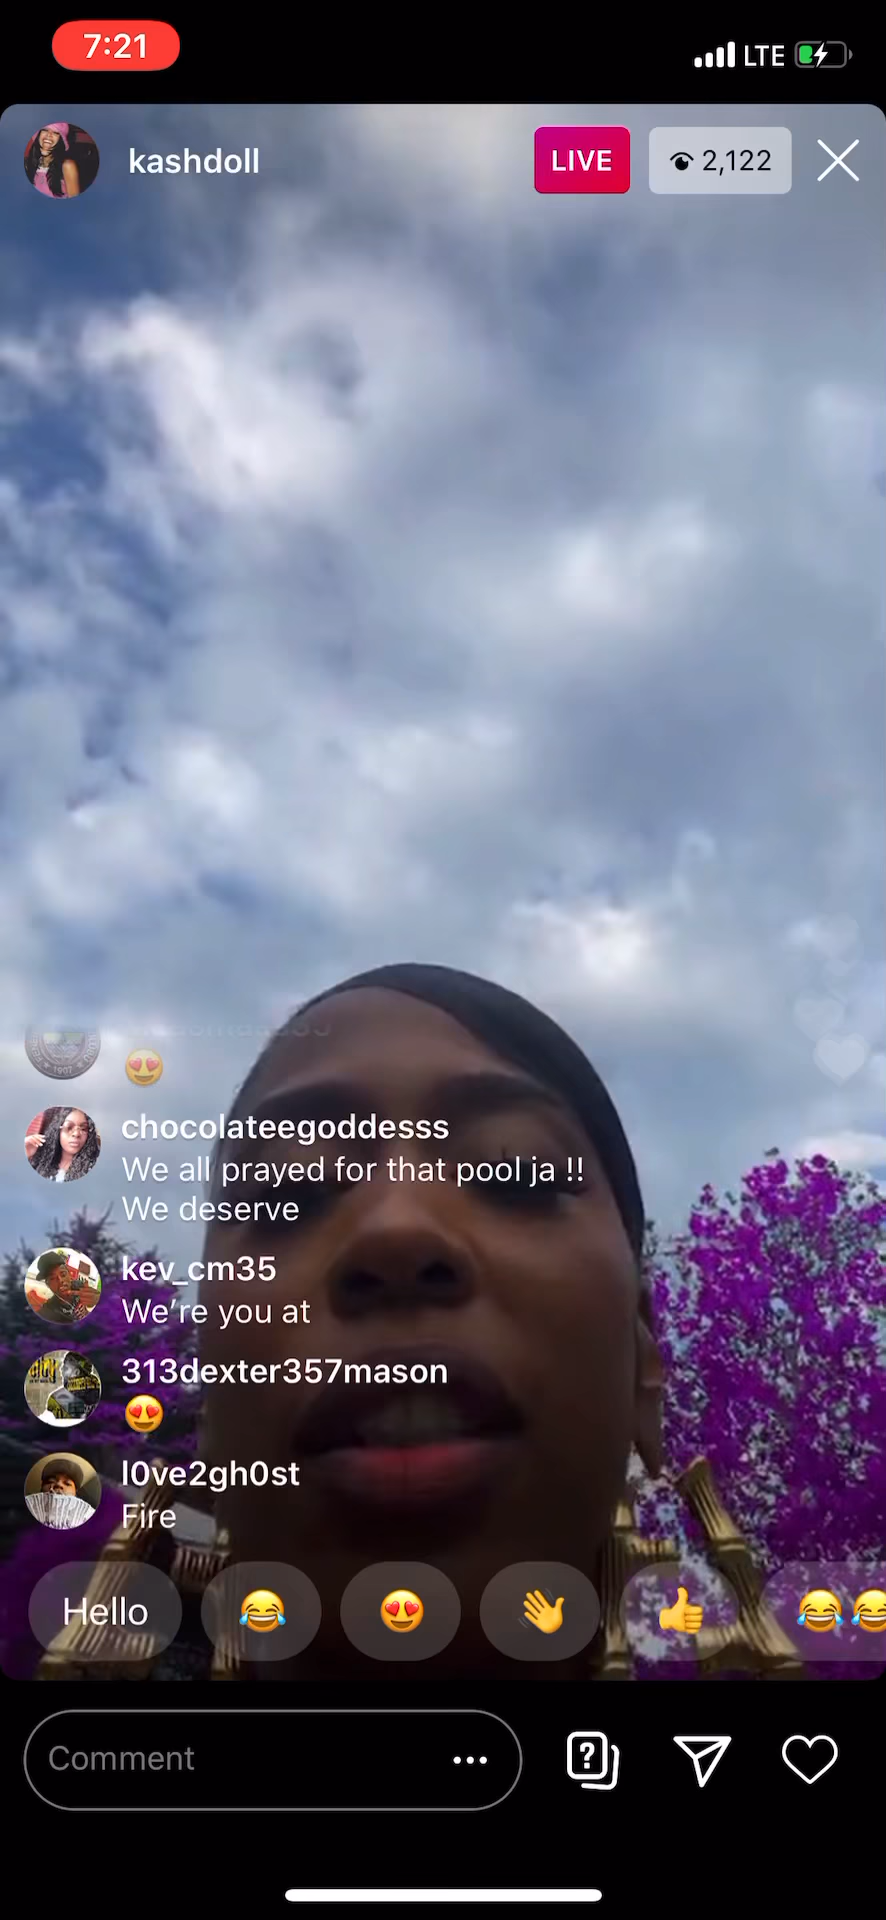 7:21
LTE
kashdoll
LIVE
2,122
chocolateegoddesss
We all prayed for that pool ja !!
We deserve
kev_cm35
We’re you at
313dexter357mason
😍
l0ve2gh0st
Fire
Hello
Comment